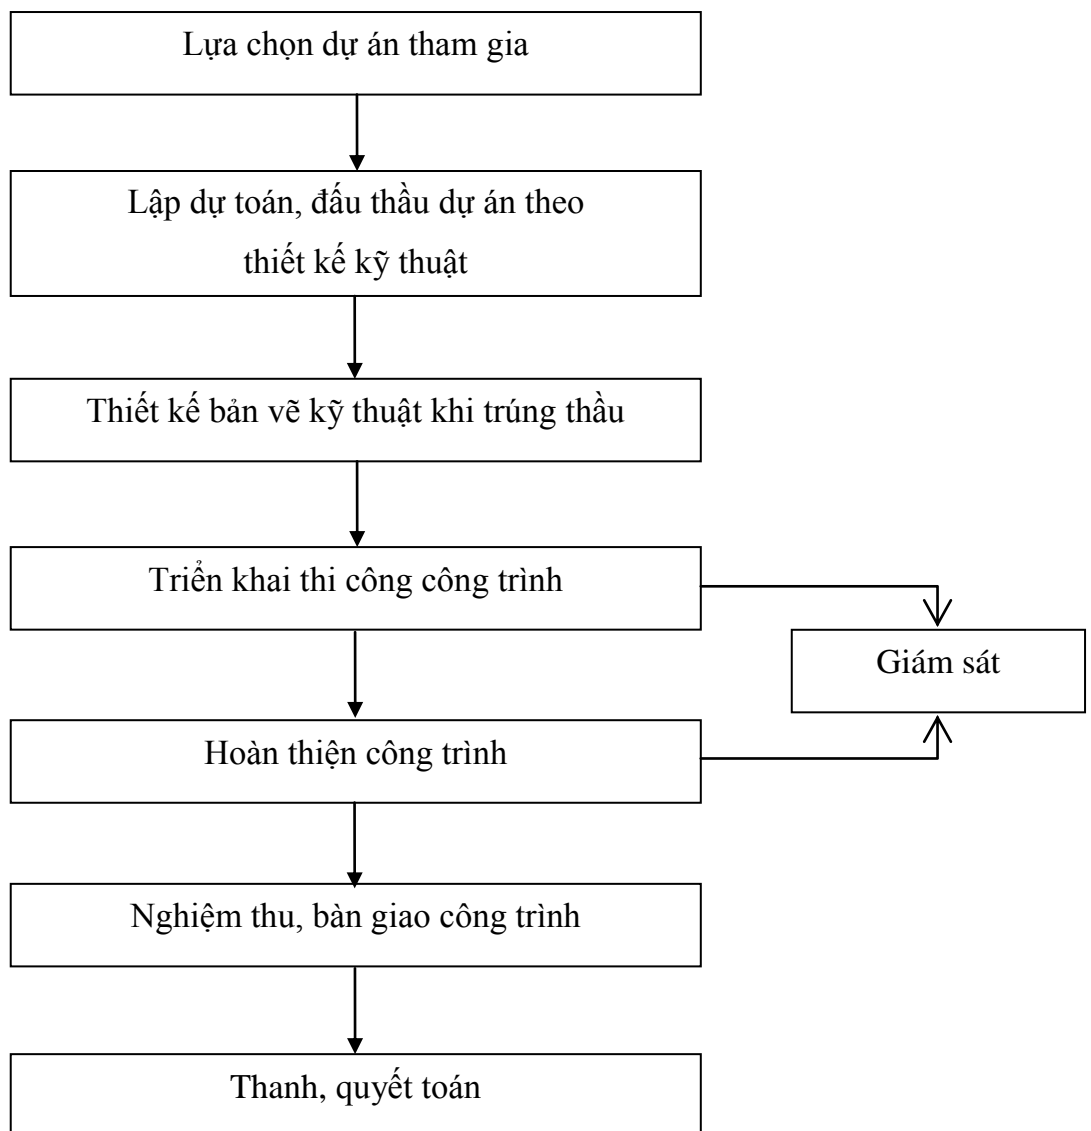 Lựa chọn dự án tham gia
Lập dự toán, đấu thầu dự án theo
thiết kế kỹ thuật
Thiết kế bản vẽ kỹ thuật khi trúng thầu
Triển khai thi công công trình
Giám sát
Hoàn thiện công trình
Nghiệm thu, bàn giao công trình
Thanh, quyết toán